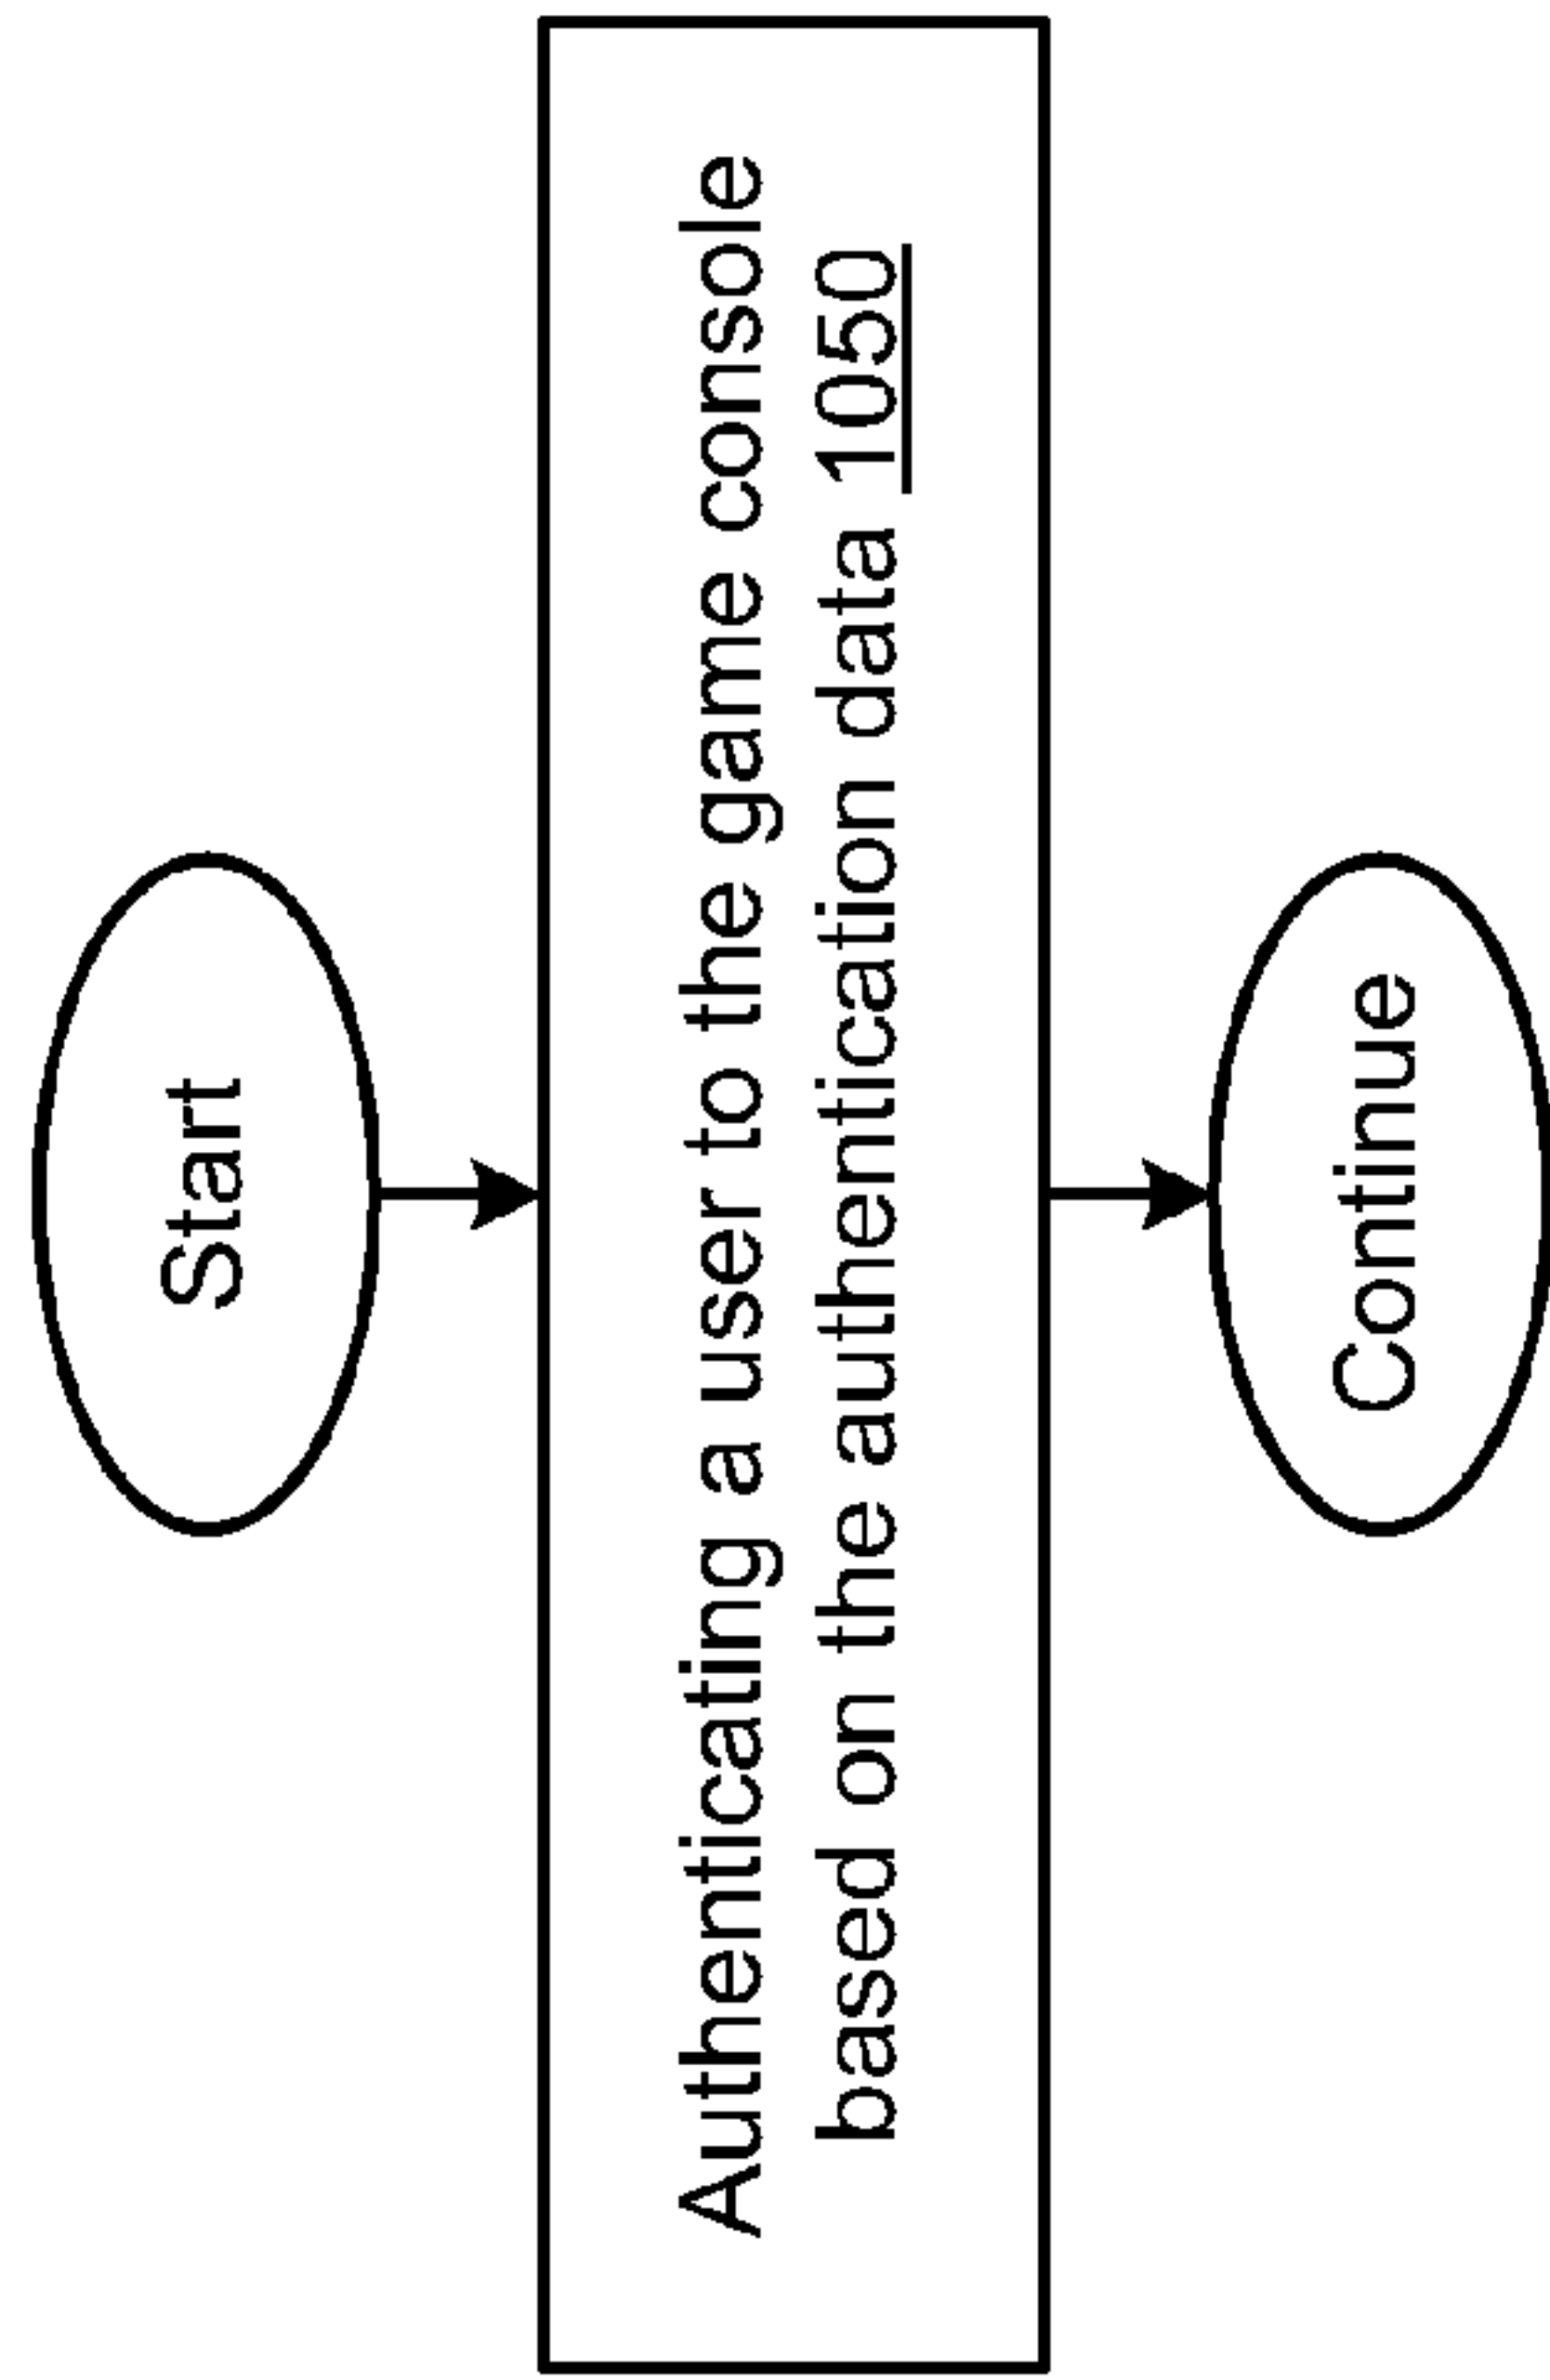 Start
Authenticating a user to the game console
based on the authentication data 1050
Continue